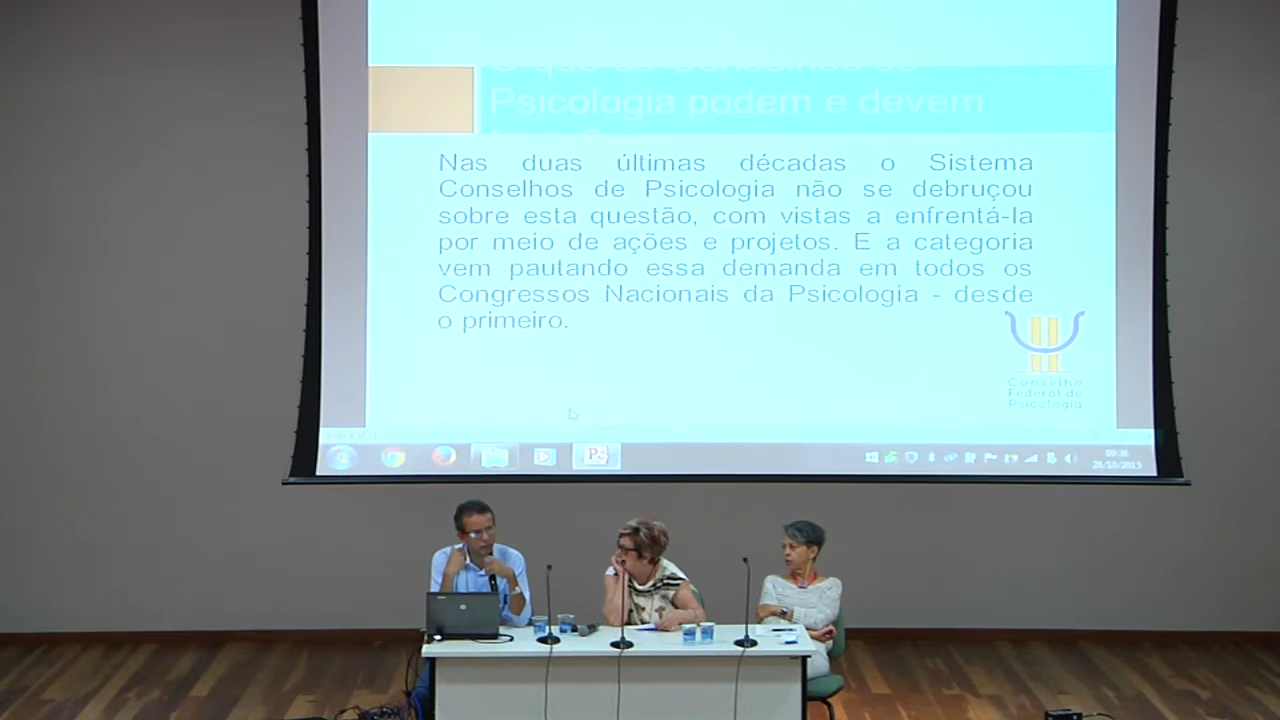 Psicologia podem e devem
Nas duas últimas décadas o Sistema
Conselhos de Psicologia não se debruçou
sobre esta questão, com vistas a enfrentá-la
por meio de ações e projetos. E a categoria
vem pautando essa demanda em todos os
Congressos Nacionais da Psicologia - desde
o primeiro.
Conselho
Federal de
Psicologia